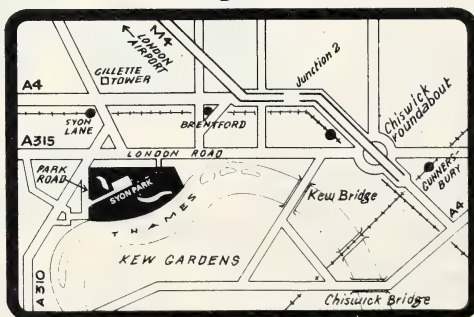 M4
LONDON
AIRPORT
Junction 2
GILLETTE
TOWER
A4
SYON
LANE
BRENTFORD
Chiswick
roundabout
A315
LONDON ROAD
GUNNERS-
BURY
PARK
ROAD
SYON PARK
Kew Bridge
A4
THAMES
KEW GARDENS
A310
Chiswick Bridge